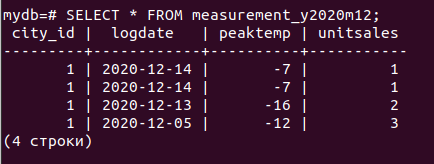 mydb=# SELECT * FROM measurement_y2020m12;
 city_id |  logdate   | peaktemp | unitsales
---------+------------+----------+-----------
       1 | 2020-12-14 |       -7 |         1
       1 | 2020-12-14 |       -7 |         1
       1 | 2020-12-13 |      -16 |         2
       1 | 2020-12-05 |      -12 |         3
(4 строки)